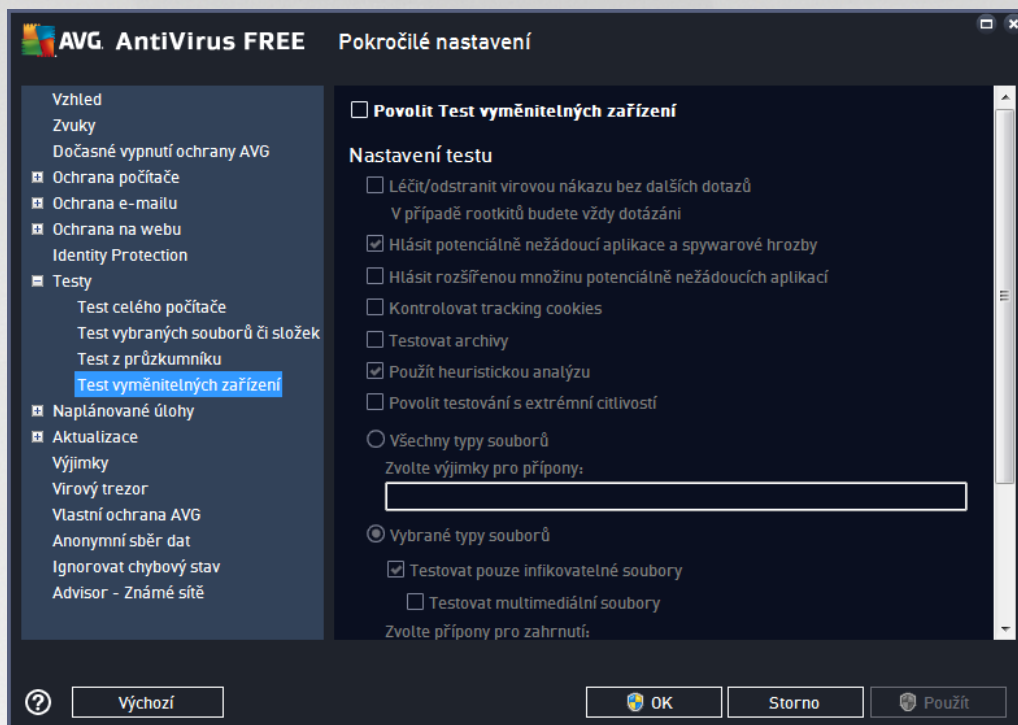 AVG. AntiVirus FREE Pokročilé nastavení
Vzhled
Zvuky
Dočasné vypnutí ochrany AVG
Ochrana počítače
Ochrana e-mailu
Ochrana na webu
Identity Protection
Testy
Test celého počítače
Test vybraných souborů či složek
Test z průzkumníku
Test vyměnitelných zařízení
Naplánované úlohy
Aktualizace
Výjimky
Virový trezor
Vlastní ochrana AVG
Anonymní sběr dat
Ignorovat chybový stav
Advisor - Známé sítě
Povolit Test vyměnitelných zařízení
Nastavení testu
Léčit/odstranit virovou nákazu bez dalších dotazů
V případě rootkitů budete vždy dotázáni
Hlásit potenciálně nežádoucí aplikace a spywarové hrozby
Hlásit rozšířenou množinu potenciálně nežádoucích aplikací
Kontrolovat tracking cookies
Testovat archivy
Použít heuristickou analýzu
Povolit testování s extrémní citlivostí
Všechny typy souborů
Zvolte výjimky pro přípony:
Vybrané typy souborů
Testovat pouze infikovatelné soubory
Testovat multimediální soubory
Zvolte přípony pro zahrnutí:
? Výchozí OK Storno Použít